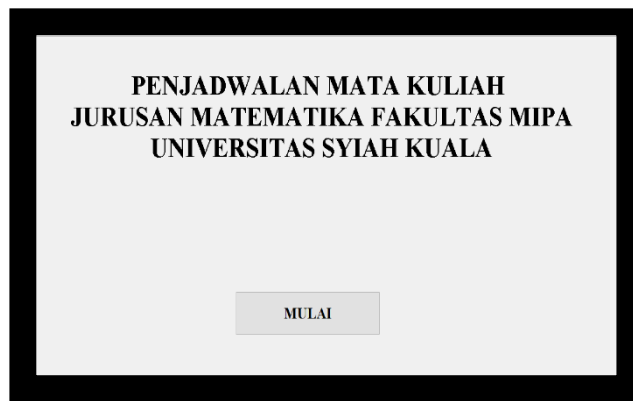 PENJADWALAN MATA KULIAH
JURUSAN MATEMATIKA FAKULTAS MIPA
UNIVERSITAS SYIAH KUALA
MULAI